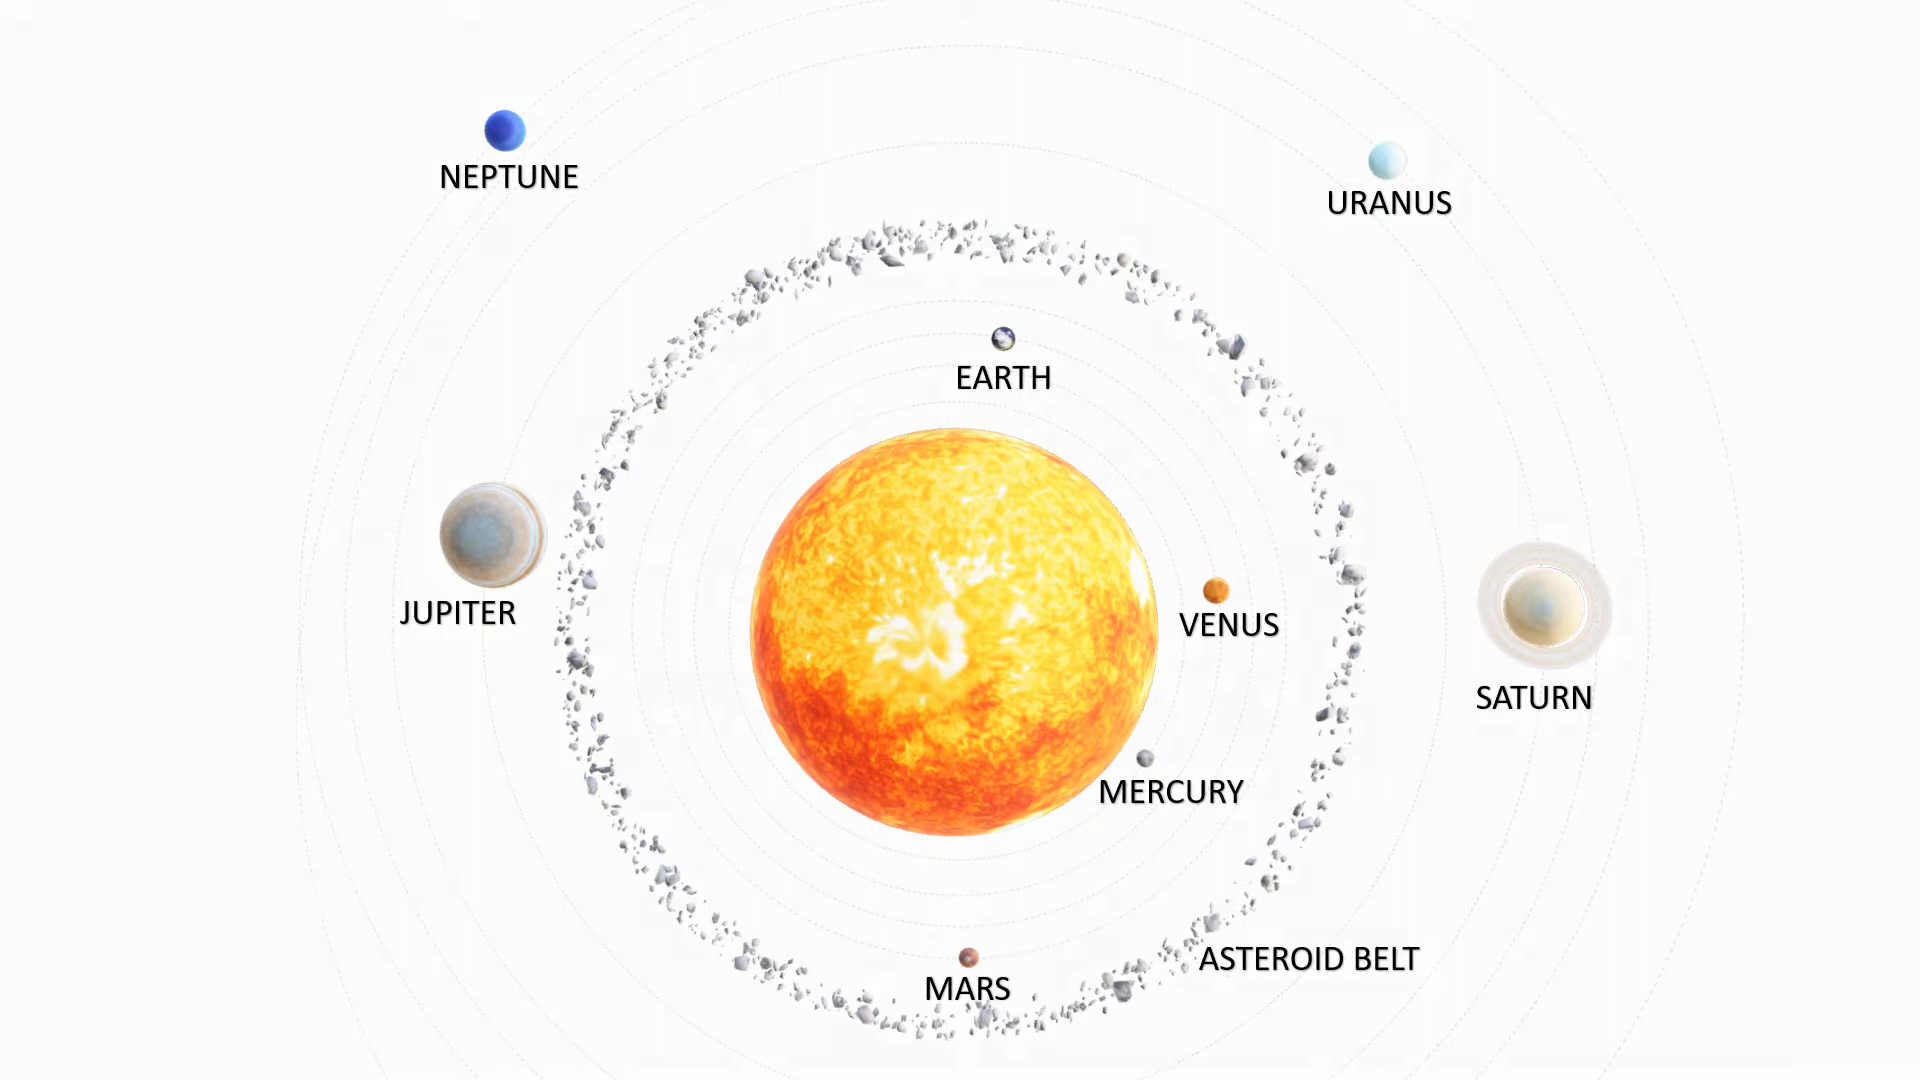 NEPTUNE
URANUS
EARTH
JUPITER
VENUS
SATURN
MERCURY
ASTEROID BELT
MARS